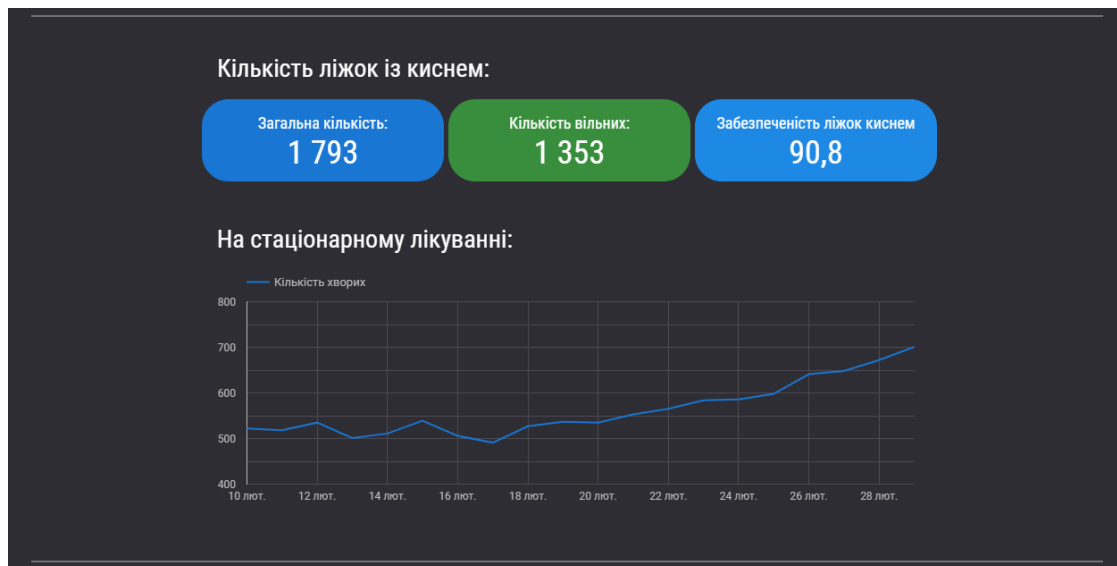 Кількість ліжок із киснем:
Загальна кількість:
1 793
Кількість вільних:
1 353
Забезпеченість ліжок киснем
90,8
На стаціонарному лікуванні:
Кількість хворих
800
700
600
500
400
10 лют. 12 лют. 14 лют. 16 лют. 18 лют. 20 лют. 22 лют. 24 лют. 26 лют. 28 лют.